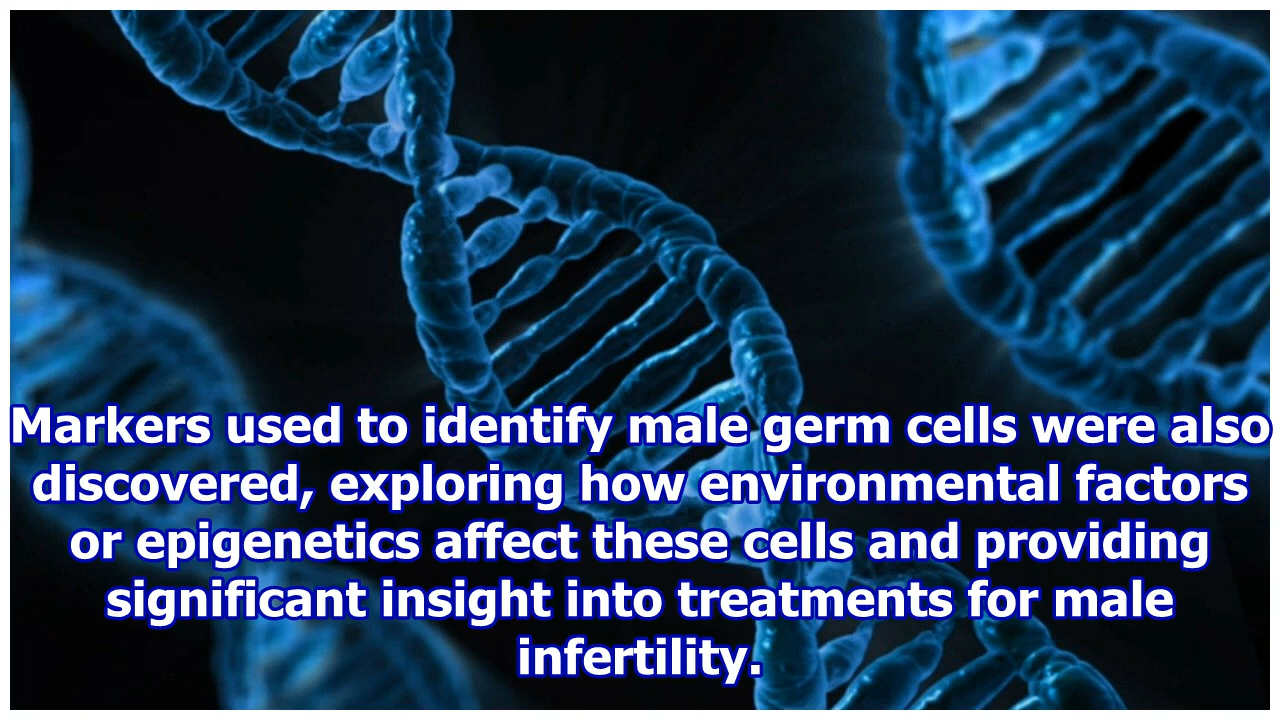 Markers used to identify male germ cells were also
discovered, exploring how environmental factors
or epigenetics affect these cells and providing
significant insight into treatments for male
infertility.